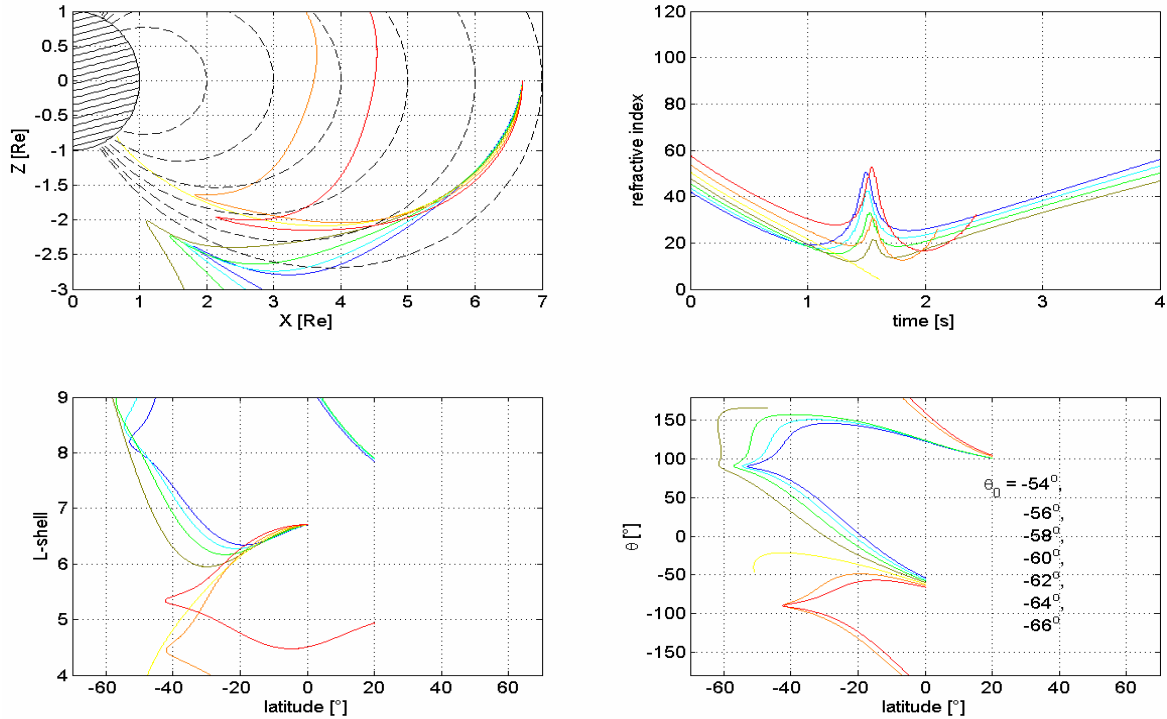 1
0.5
0
-0.5
-1
-1.5
-2
-2.5
-3
Z [Re]
0 1 2 3 4 5 6 7
X [Re]
120
100
80
60
40
20
0
refractive index
0 1 2 3 4
time [s]
9
8
7
6
5
4
L-shell
-60 -40 -20 0 20 40 60
latitude [°]
150
100
50
0
-50
-100
-150
θ [°]
-60 -40 -20 0 20 40 60
latitude [°]
θ0 = -54°,
-56°,
-58°,
-60°,
-62°,
-64°,
-66°